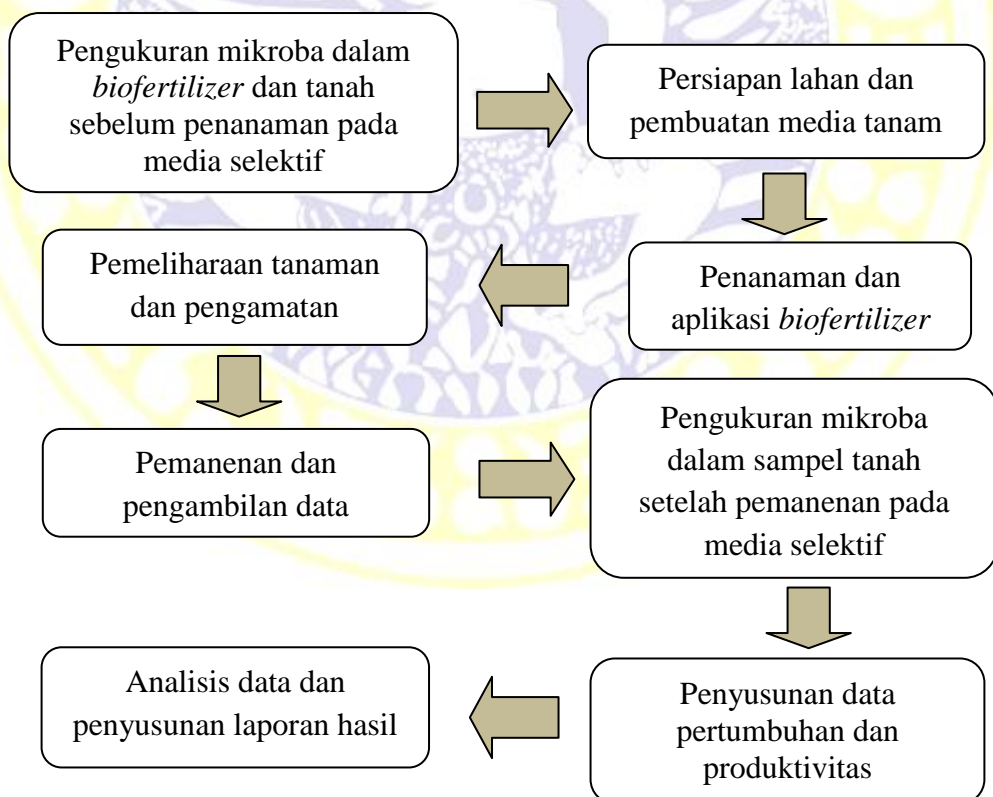 Pengukuran mikroba dalam
biofertilizer dan tanah
sebelum penanaman pada
media selektif
Persiapan lahan dan
pembuatan media tanam
Penanaman dan
aplikasi biofertilizer
Pemeliharaan tanaman
dan pengamatan
Pemanenan dan
pengambilan data
Pengukuran mikroba
dalam sampel tanah
setelah pemanenan pada
media selektif
Penyusunan data
pertumbuhan dan
produktivitas
Analisis data dan
penyusunan laporan hasil